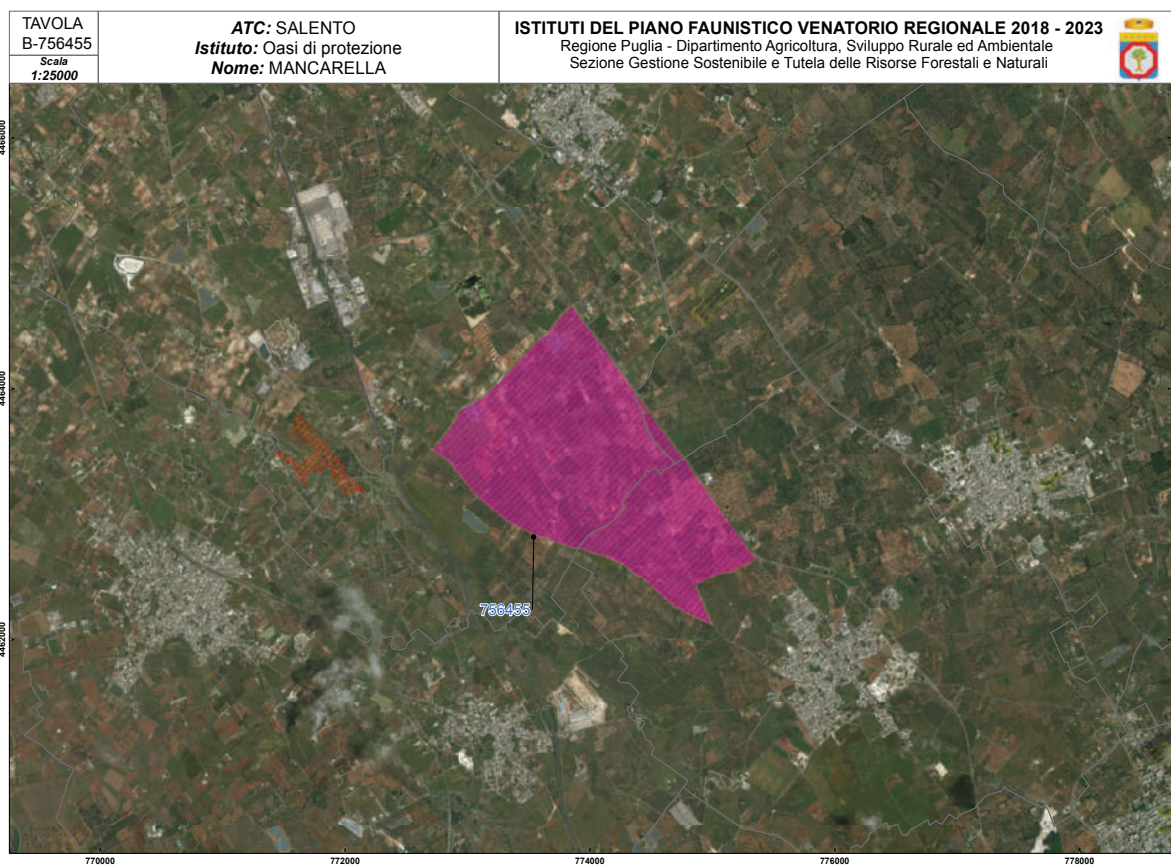 TAVOLA
B-756455
Scala
1:25000
ATC: SALENTO
Istituto: Oasi di protezione
Nome: MANCARELLA
ISTITUTI DEL PIANO FAUNISTICO VENATORIO REGIONALE 2018 - 2023
Regione Puglia - Dipartimento Agricoltura, Sviluppo Rurale ed Ambientale
Sezione Gestione Sostenibile e Tutela delle Risorse Forestali e Naturali
4466000
4464000
4462000
756455
770000
772000
774000
776000
778000